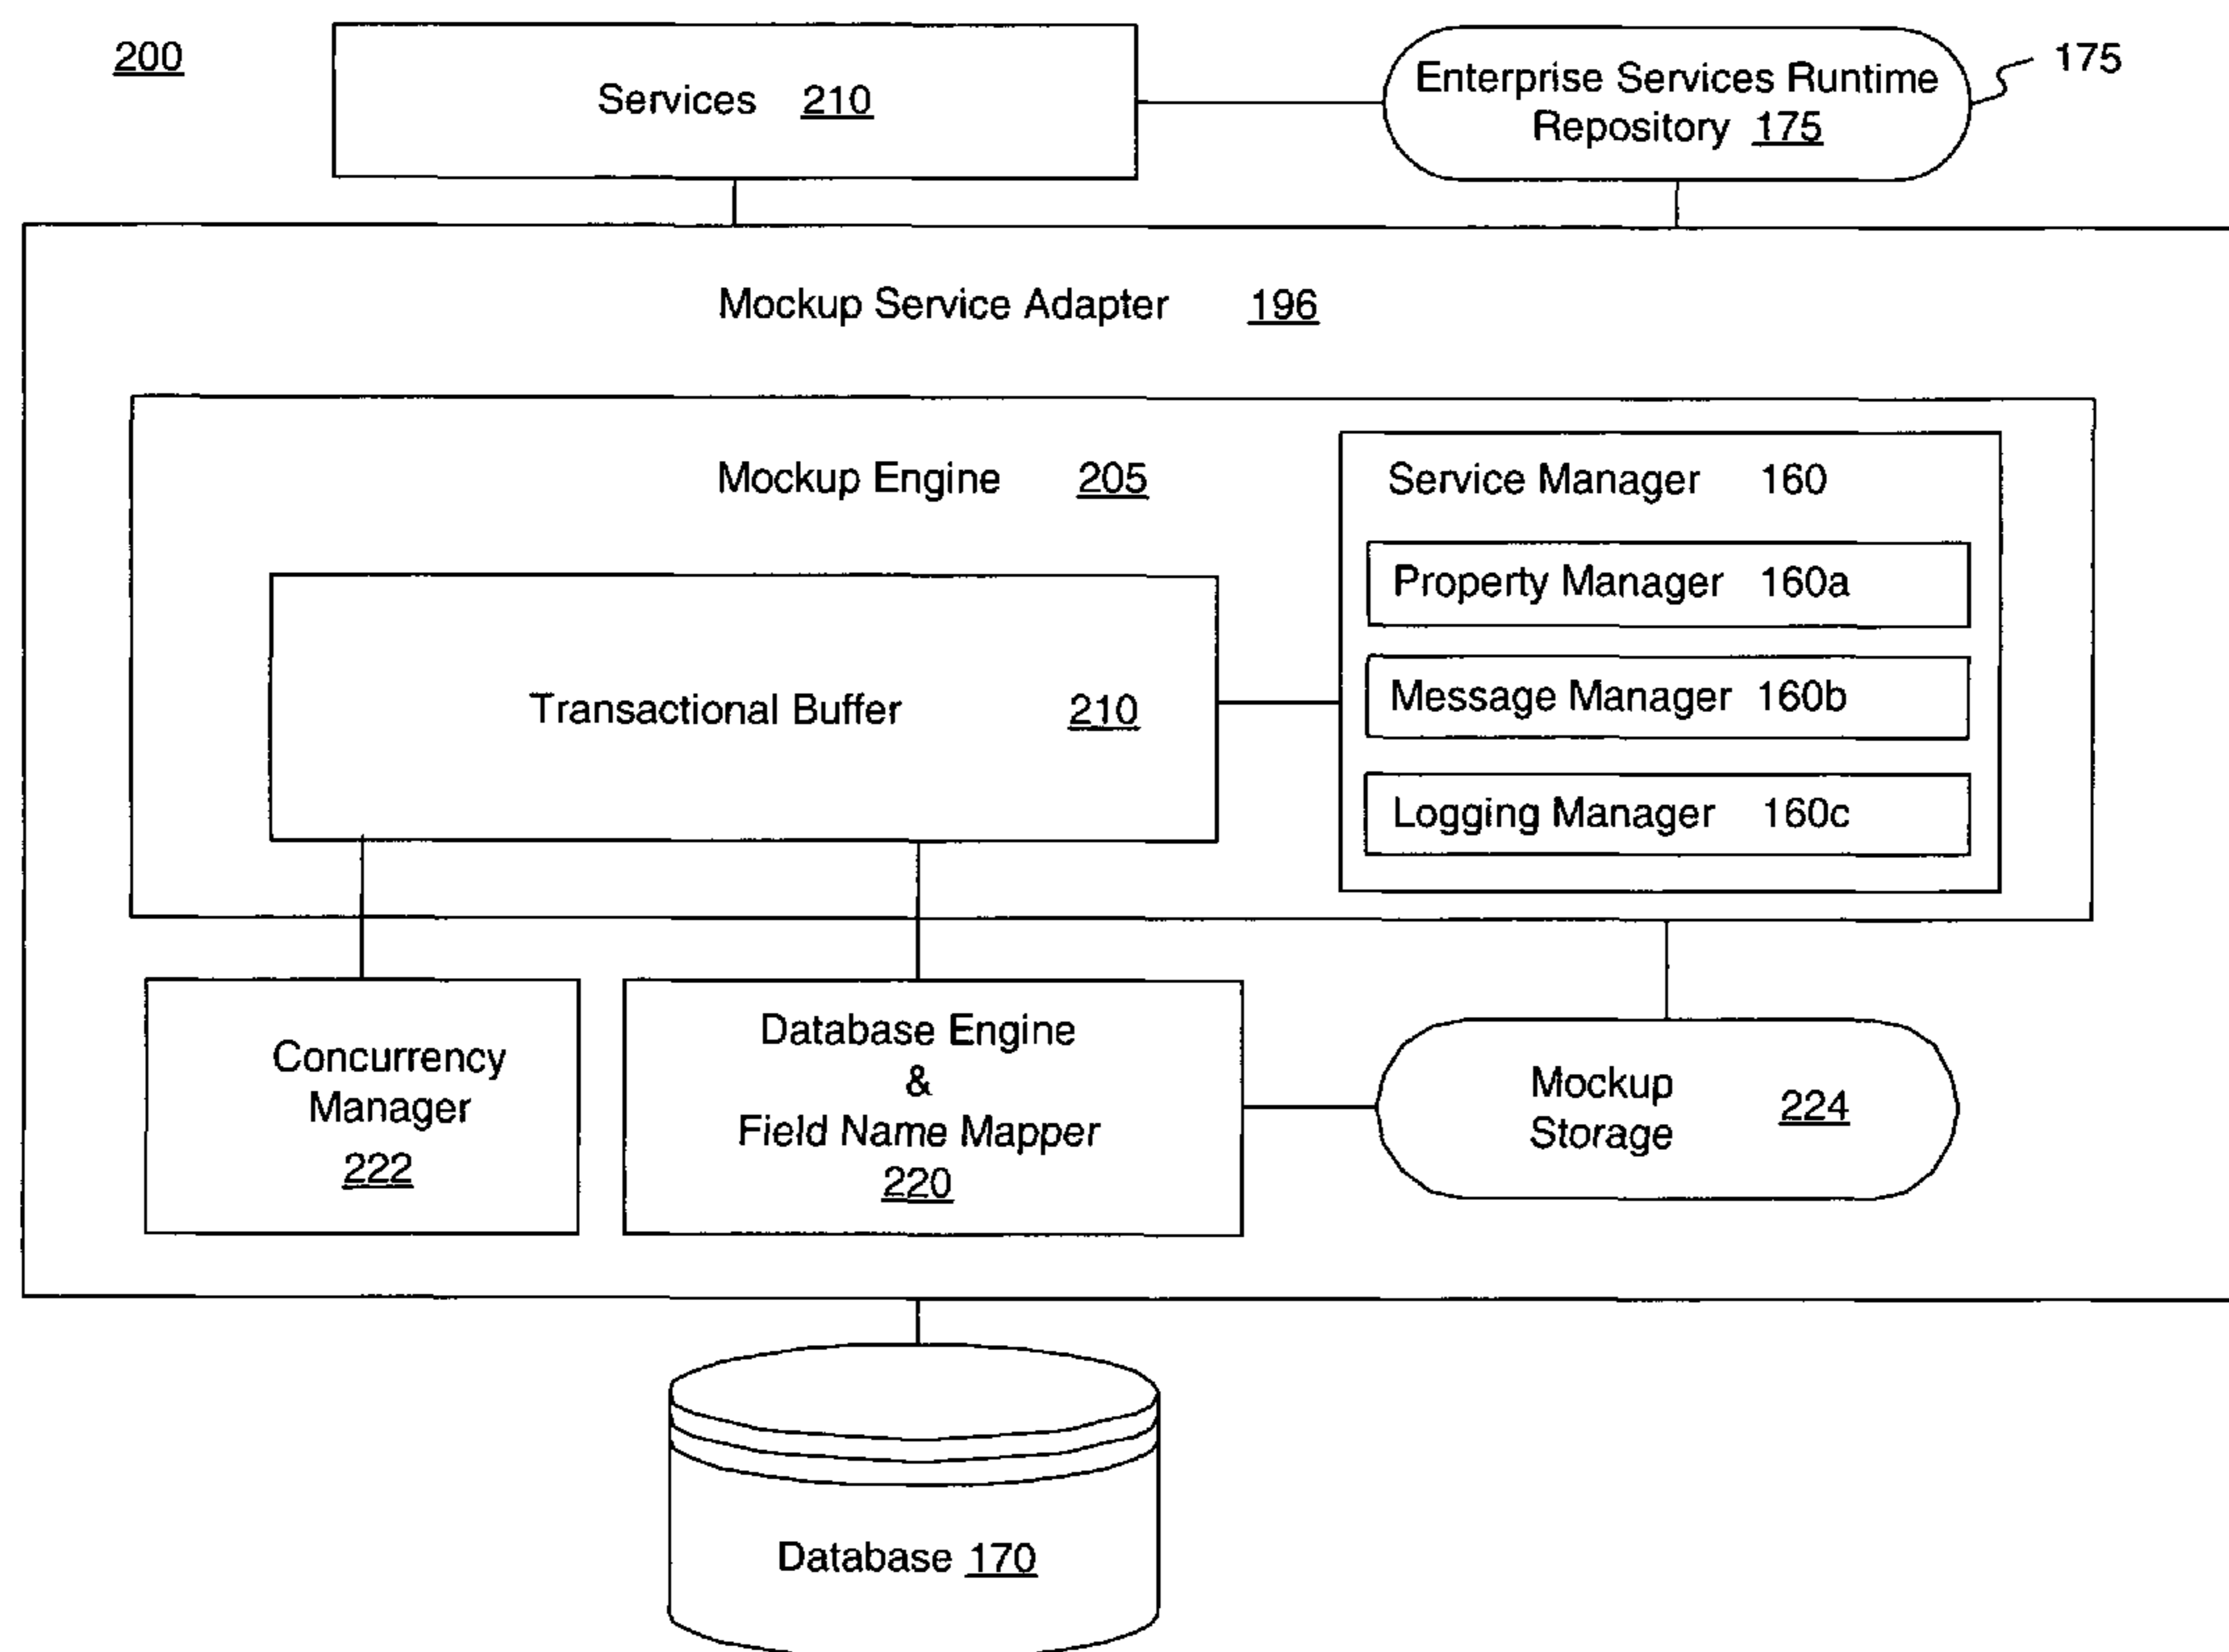 200
Services 210
Enterprise Services Runtime
Repository 175
175
Mockup Service Adapter 196
Mockup Engine 205
Service Manager 160
Property Manager 160a
Message Manager 160b
Logging Manager 160c
Transactional Buffer 210
Concurrency
Manager
222
Database Engine
&
Field Name Mapper
220
Mockup
Storage
224
Database 170